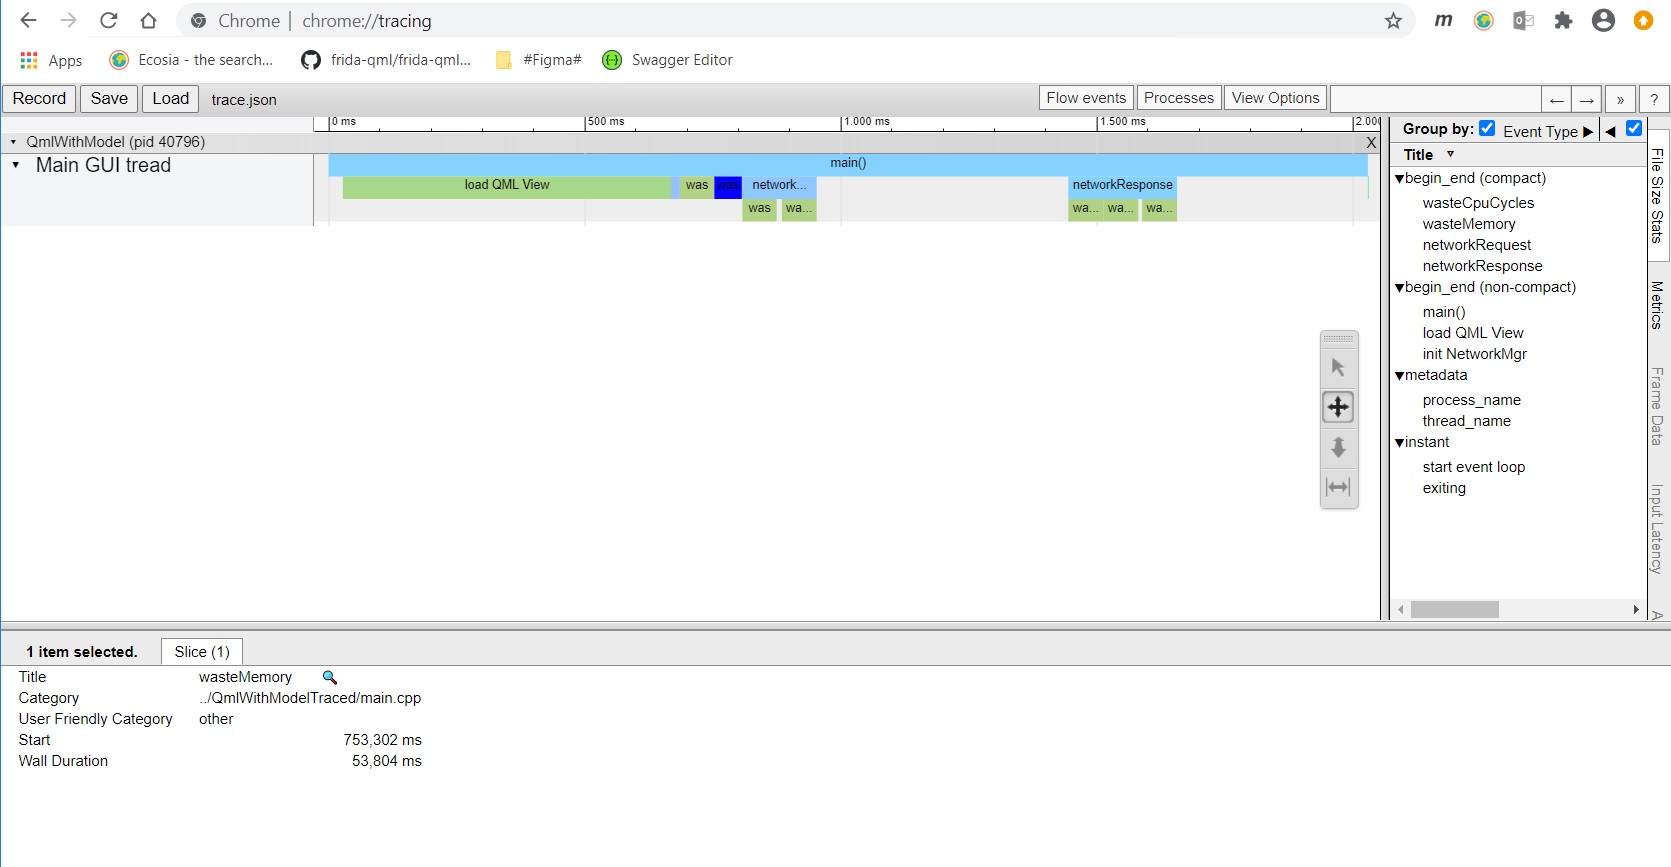 Chrome | chrome://tracing
Apps Ecosia - the search... frida-qml/frida-qml... #Figma# Swagger Editor
Record Save Load trace.json Flow events Processes View Options ← → » ?
0 ms 500 ms 1.000 ms 1.500 ms 2.000
QmlWithModel (pid 40796) X
Main GUI tread
main()
load QML View was was network... networkResponse
was wa... wa... wa... wa...
Group by: Event Type
Title
begin_end (compact)
wasteCpuCycles
wasteMemory
networkRequest
networkResponse
begin_end (non-compact)
main()
load QML View
init NetworkMgr
metadata
process_name
thread_name
instant
start event loop
exiting
File Size Stats
Metrics
Frame Data
Input Latency
A
1 item selected. Slice (1)
Title wasteMemory
Category ../QmlWithModelTraced/main.cpp
User Friendly Category other
Start 753,302 ms
Wall Duration 53,804 ms